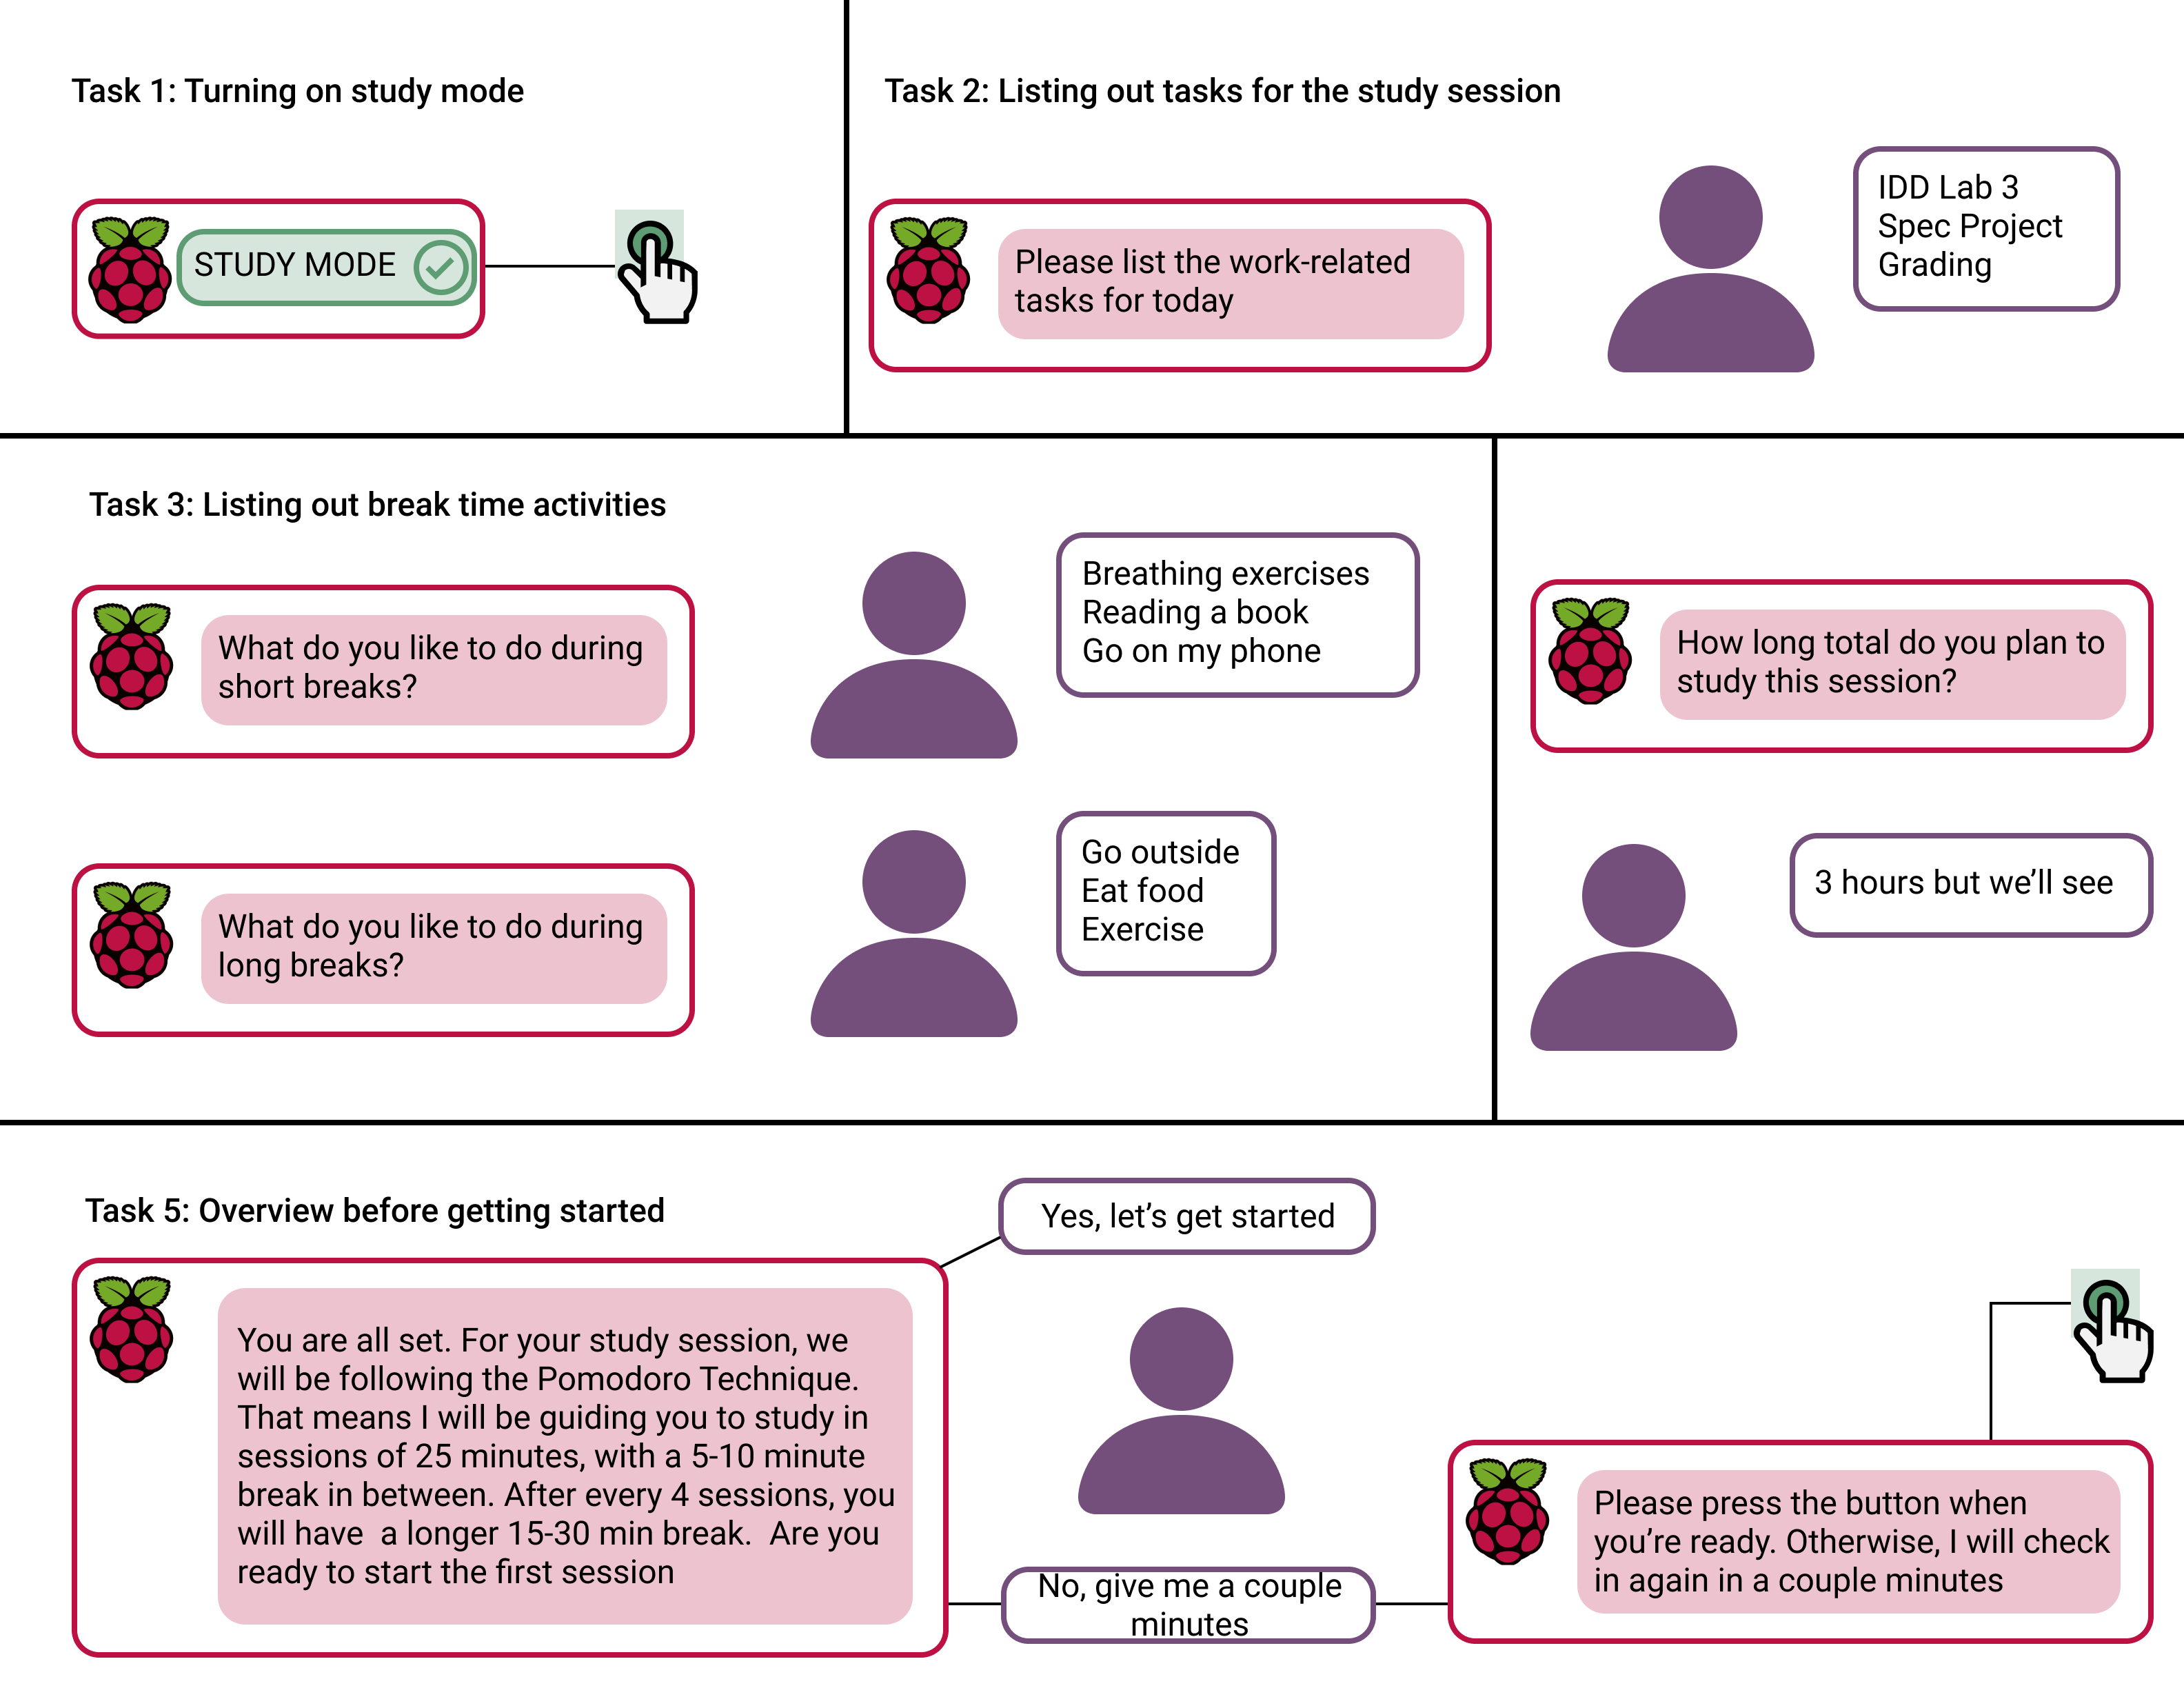 Task 1: Turning on study mode
STUDY MODE
Task 2: Listing out tasks for the study session
Please list the work-related
tasks for today
IDD Lab 3
Spec Project
Grading
Task 3: Listing out break time activities
What do you like to do during
short breaks?
Breathing exercises
Reading a book
Go on my phone
What do you like to do during
long breaks?
Go outside
Eat food
Exercise
How long total do you plan to
study this session?
3 hours but we’ll see
Task 5: Overview before getting started
You are all set. For your study session, we
will be following the Pomodoro Technique.
That means I will be guiding you to study in
sessions of 25 minutes, with a 5-10 minute
break in between. After every 4 sessions, you
will have  a longer 15-30 min break.  Are you
ready to start the first session
Yes, let’s get started
No, give me a couple
minutes
Please press the button when
you’re ready. Otherwise, I will check
in again in a couple minutes